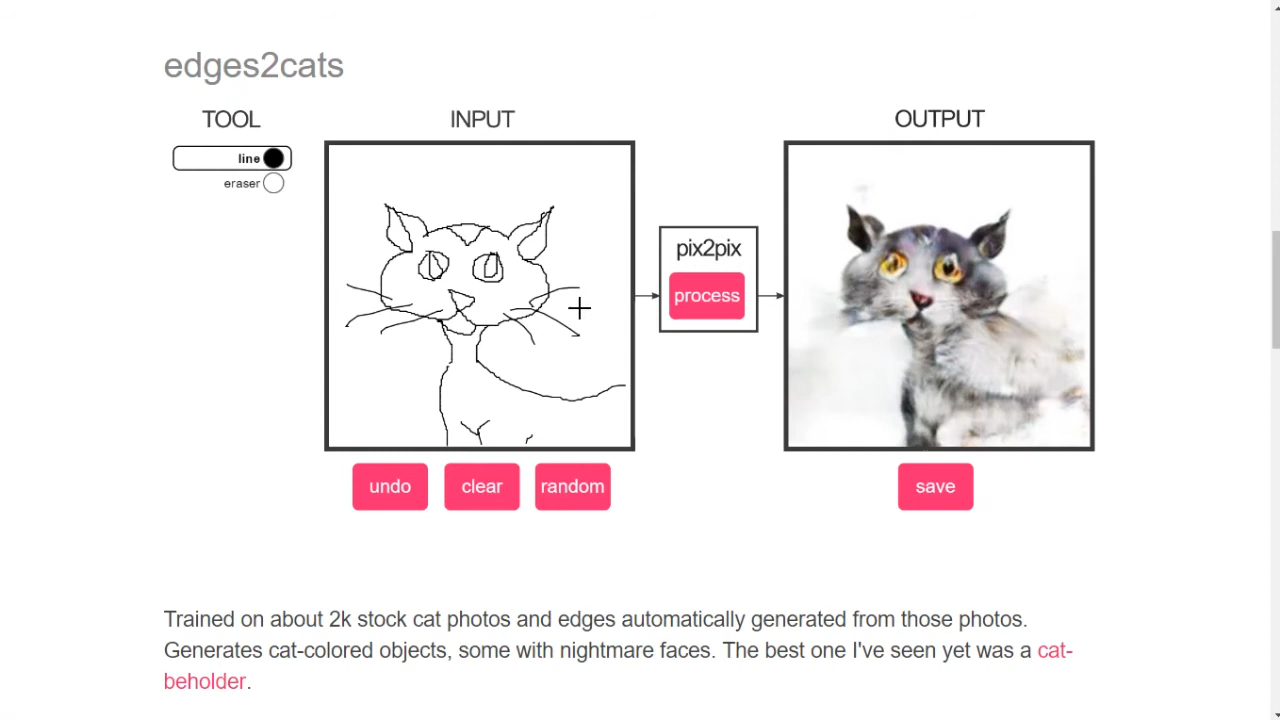 edges2cats
TOOL
line
eraser
INPUT
pix2pix
process
OUTPUT
undo
clear
random
save
Trained on about 2k stock cat photos and edges automatically generated from those photos.
Generates cat-colored objects, some with nightmare faces. The best one I've seen yet was a cat-
beholder.